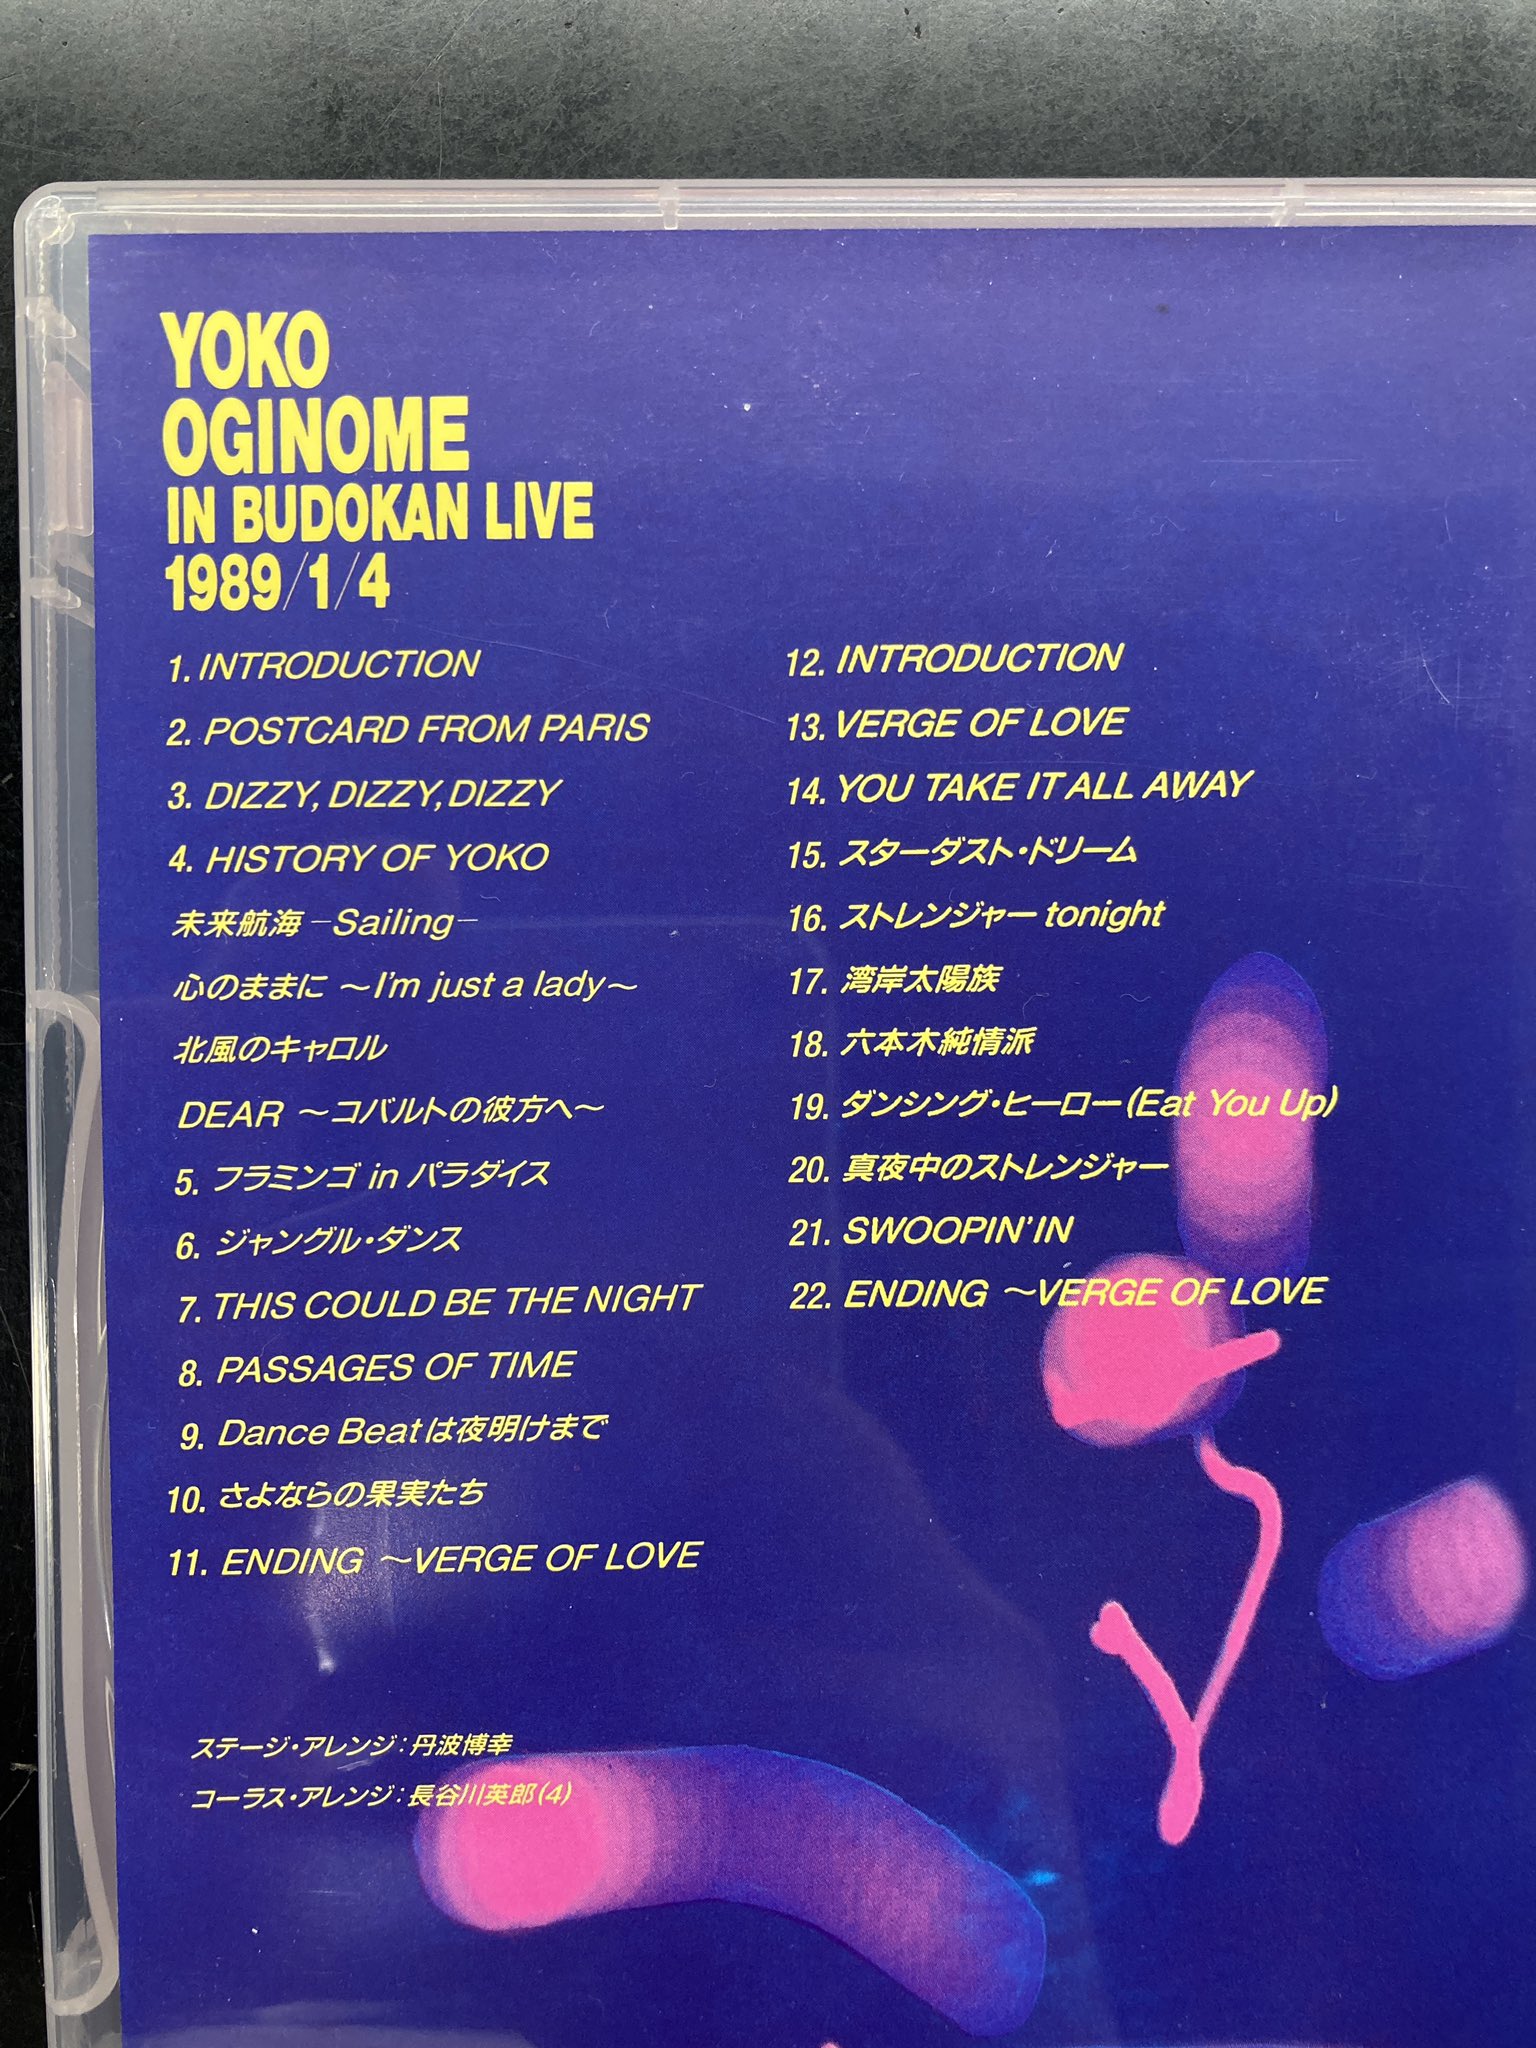 YOKO
OGINOME
IN BUDOKAN LIVE
1989/1/4
1. INTRODUCTION
2. POSTCARD FROM PARIS
3. DIZZY, DIZZY, DIZZY
4. HISTORY OF YOKO
未来航海 －Sailing－
心のままに ～I'm just a lady～
北風のキャロル
DEAR ～コバルトの彼方へ～
5. フラミンゴ in パラダイス
6. ジャングル・ダンス
7. THIS COULD BE THE NIGHT
8. PASSAGES OF TIME
9. Dance Beatは夜明けまで
10. さよならの果実たち
11. ENDING ～VERGE OF LOVE
12. INTRODUCTION
13. VERGE OF LOVE
14. YOU TAKE IT ALL AWAY
15. スターダスト・ドリーム
16. ストレンジャー tonight
17. 湾岸太陽族
18. 六本木純情派
19. ダンシング・ヒーロー (Eat You Up)
20. 真夜中のストレンジャー
21. SWOOPIN' IN
22. ENDING ～VERGE OF LOVE
ステージ・アレンジ：丹波博幸
コーラス・アレンジ：長谷川英郎(4)